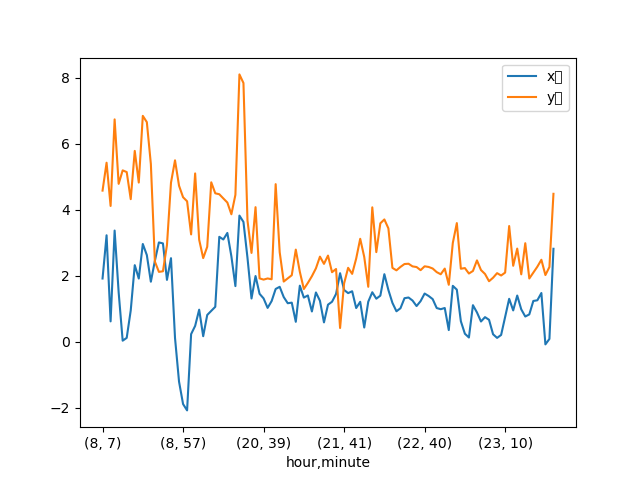 x
y
8
6
4
2
0
−2
(8, 7) (8, 57) (20, 39) (21, 41) (22, 40) (23, 10)
hour,minute